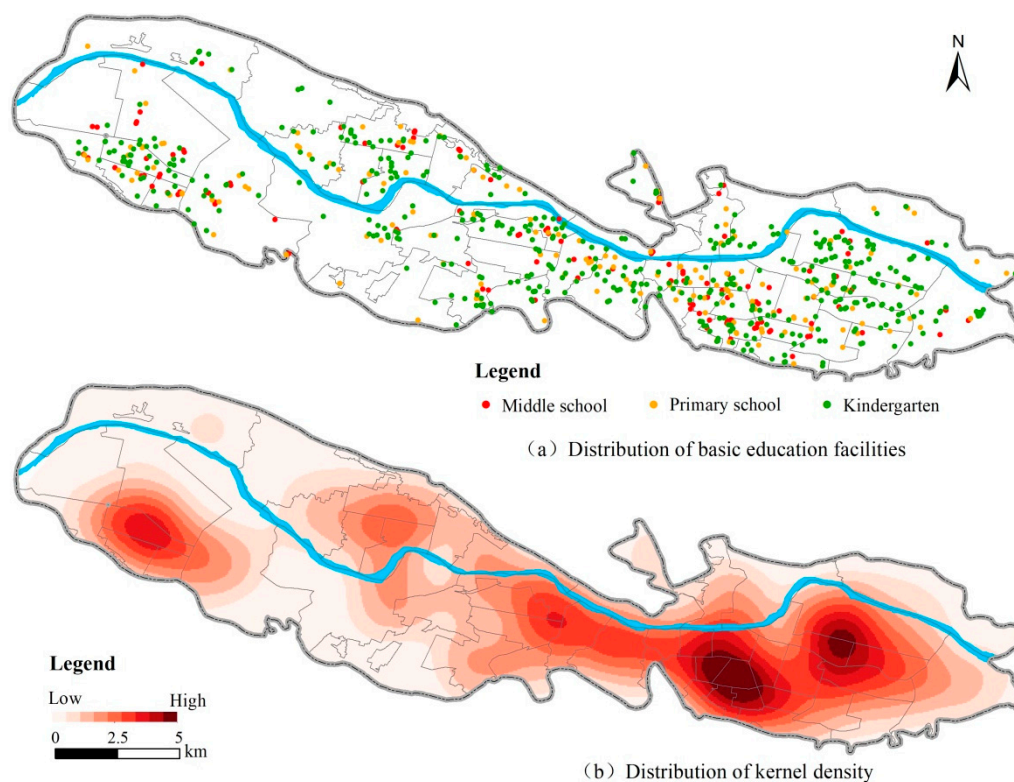 N
Legend
Middle school
Primary school
Kindergarten
（a）Distribution of basic education facilities
Legend
Low
High
0
2.5
5
km
（b）Distribution of kernel density